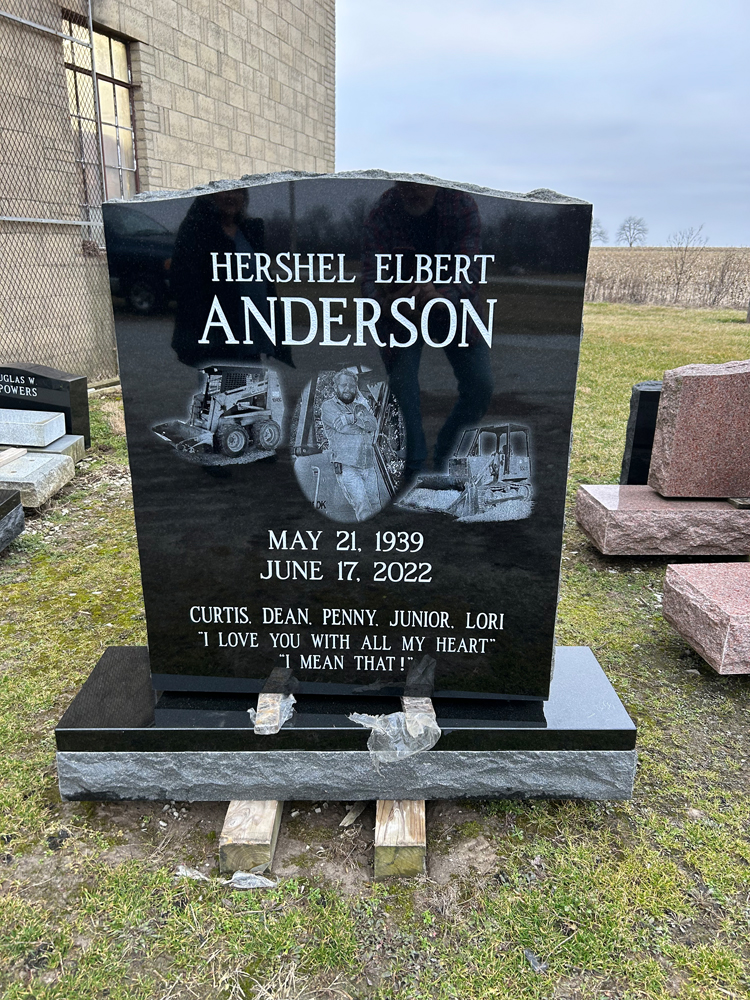 HERSHEL ELBERT
ANDERSON
MAY 21, 1939
JUNE 17, 2022
CURTIS, DEAN, PENNY, JUNIOR, LORI
"I LOVE YOU WITH ALL MY HEART"
"I MEAN THAT!"
UGLAS W
POWERS